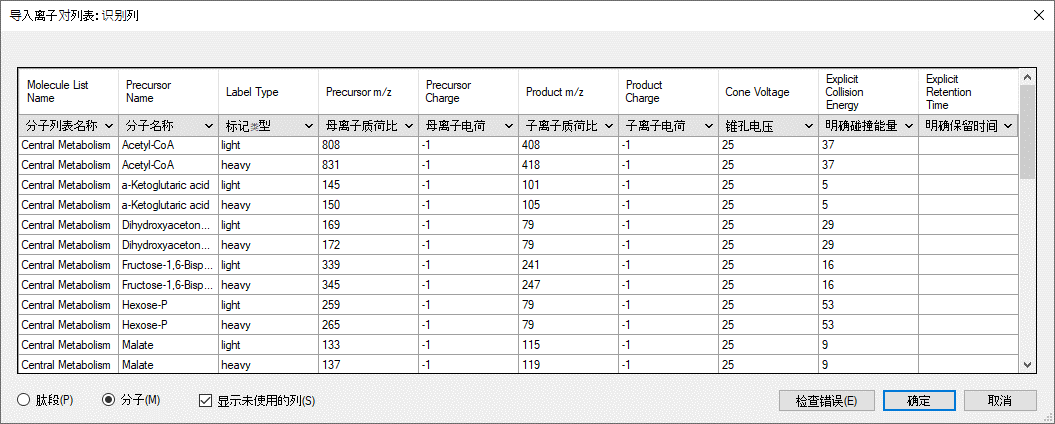 导入离子对列表: 识别列
Molecule List Name Precursor Name Label Type Precursor m/z Precursor Charge Product m/z Product Charge Cone Voltage Explicit Collision Energy Explicit Retention Time
分子列表名称 分子名称 标记类型 母离子质荷比 母离子电荷 子离子质荷比 子离子电荷 锥孔电压 明确碰撞能量 明确保留时间
Central Metabolism Acetyl-CoA light 808 -1 408 -1 25 37
Central Metabolism Acetyl-CoA heavy 831 -1 418 -1 25 37
Central Metabolism a-Ketoglutaric acid light 145 -1 101 -1 25 5
Central Metabolism a-Ketoglutaric acid heavy 150 -1 105 -1 25 5
Central Metabolism Dihydroxyaceton... light 169 -1 79 -1 25 29
Central Metabolism Dihydroxyaceton... heavy 172 -1 79 -1 25 29
Central Metabolism Fructose-1,6-Bisp... light 339 -1 241 -1 25 16
Central Metabolism Fructose-1,6-Bisp... heavy 345 -1 247 -1 25 16
Central Metabolism Hexose-P light 259 -1 79 -1 25 53
Central Metabolism Hexose-P heavy 265 -1 79 -1 25 53
Central Metabolism Malate light 133 -1 115 -1 25 9
Central Metabolism Malate heavy 137 -1 119 -1 25 9
肽段(P) 分子(M) 显示未使用的列(S) 检查错误(E) 确定 取消